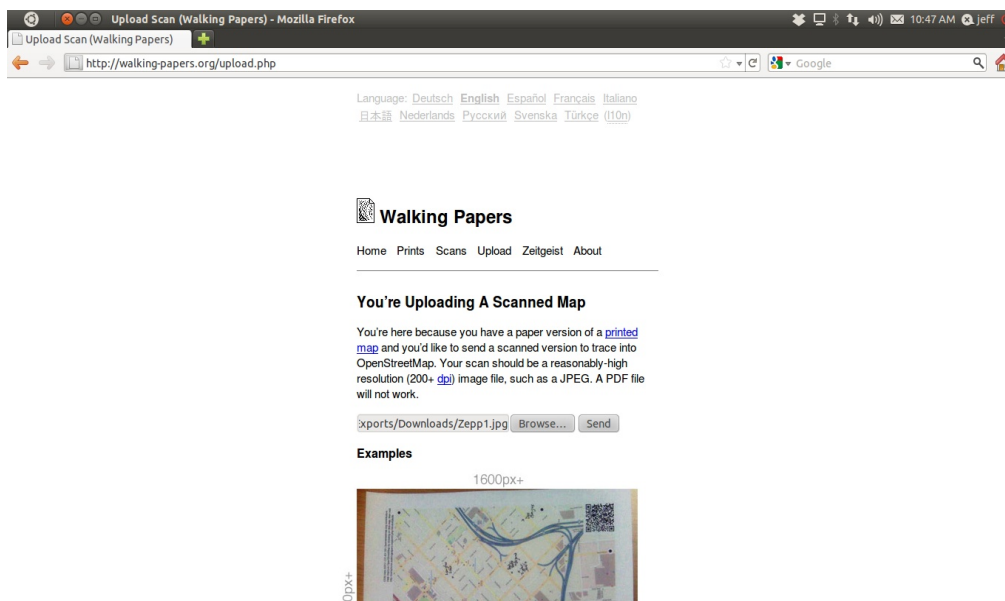 Upload Scan (Walking Papers) - Mozilla Firefox
10:47 AM jeff
Upload Scan (Walking Papers)
http://walking-papers.org/upload.php
Google
Language: Deutsch English Español Français Italiano
日本語 Nederlands Русский Svenska Türkçe (l10n)
Walking Papers
Home Prints Scans Upload Zeitgeist About
You're Uploading A Scanned Map
You're here because you have a paper version of a printed
map and you'd like to send a scanned version to trace into
OpenStreetMap. Your scan should be a reasonably-high
resolution (200+ dpi) image file, such as a JPEG. A PDF file
will not work.
xports/Downloads/Zepp1.jpg Browse... Send
Examples
1600px+
0px+